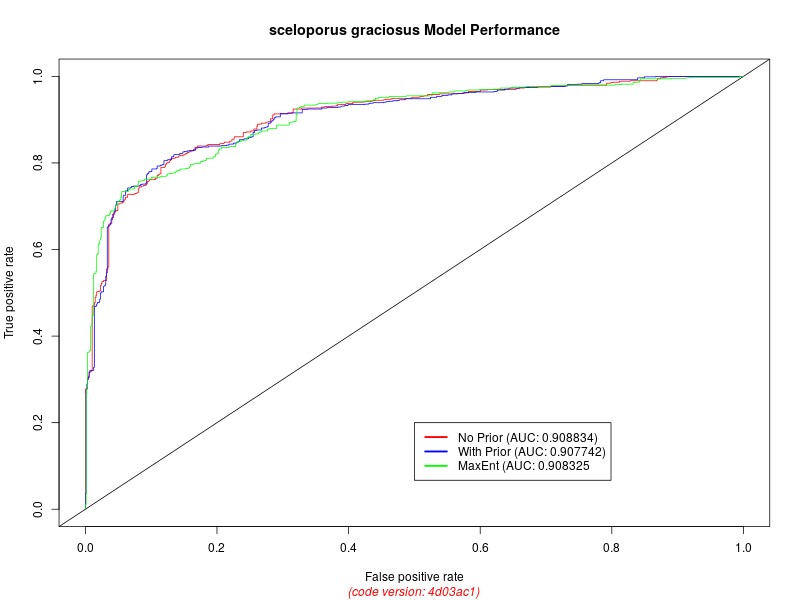 sceloporus graciosus Model Performance
True positive rate
1.0
0.8
0.6
0.4
0.2
0.0
No Prior (AUC: 0.908834)
With Prior (AUC: 0.907742)
MaxEnt (AUC: 0.908325
0.0 0.2 0.4 0.6 0.8 1.0
False positive rate
(code version: 4d03ac1)